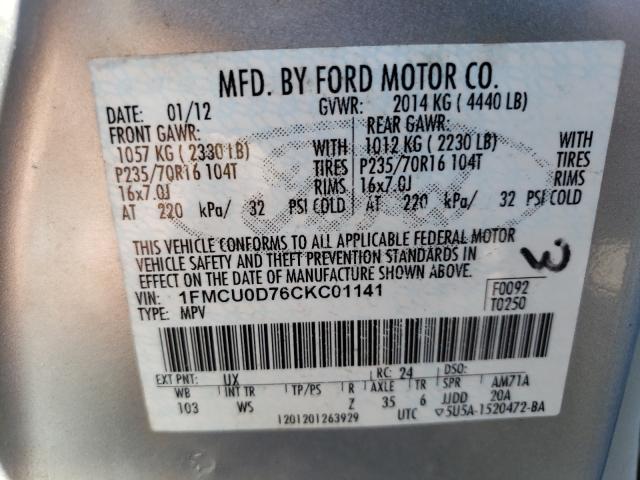 MFD. BY FORD MOTOR CO.
DATE: 01/12 GVWR: 2014 KG ( 4440 LB)
FRONT GAWR: REAR GAWR:
1057 KG ( 2330 LB) WITH 1012 KG ( 2230 LB) WITH
P235/70R16 104T TIRES P235/70R16 104T TIRES
16x7.0J RIMS 16x7.0J RIMS
AT 220 kPa/ 32 PSI COLD AT 220 kPa/ 32 PSI COLD
THIS VEHICLE CONFORMS TO ALL APPLICABLE FEDERAL MOTOR
VEHICLE SAFETY AND THEFT PREVENTION STANDARDS IN
EFFECT ON THE DATE OF MANUFACTURE SHOWN ABOVE.
VIN: 1FMCU0D76CKC01141 F0092
TYPE: MPV T0250
EXT PNT: UX RC: 24 DSO:
WB INT TR TP/PS R AXLE TR SPR AM71A
103 WS Z 35 6 JJDD 20A
1201201263929 UTC ▽5U5A-1520472-BA